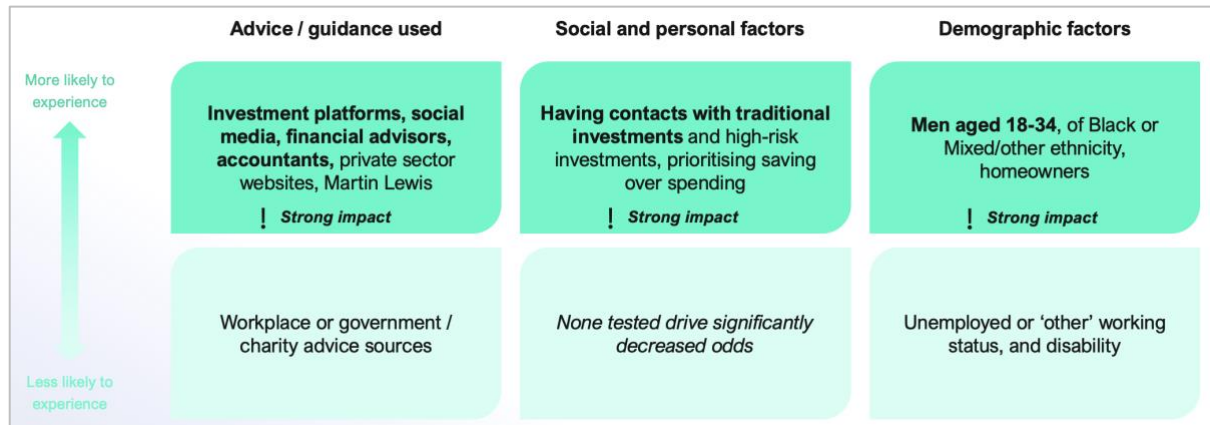 Advice / guidance used
Social and personal factors
Demographic factors
More likely to
experience
Investment platforms, social
media, financial advisors,
accountants, private sector
websites, Martin Lewis
! Strong impact
Having contacts with traditional
investments and high-risk
investments, prioritising saving
over spending
! Strong impact
Men aged 18-34, of Black or
Mixed/other ethnicity,
homeowners
! Strong impact
Workplace or government /
charity advice sources
None tested drive significantly
decreased odds
Unemployed or ‘other’ working
status, and disability
Less likely to
experience